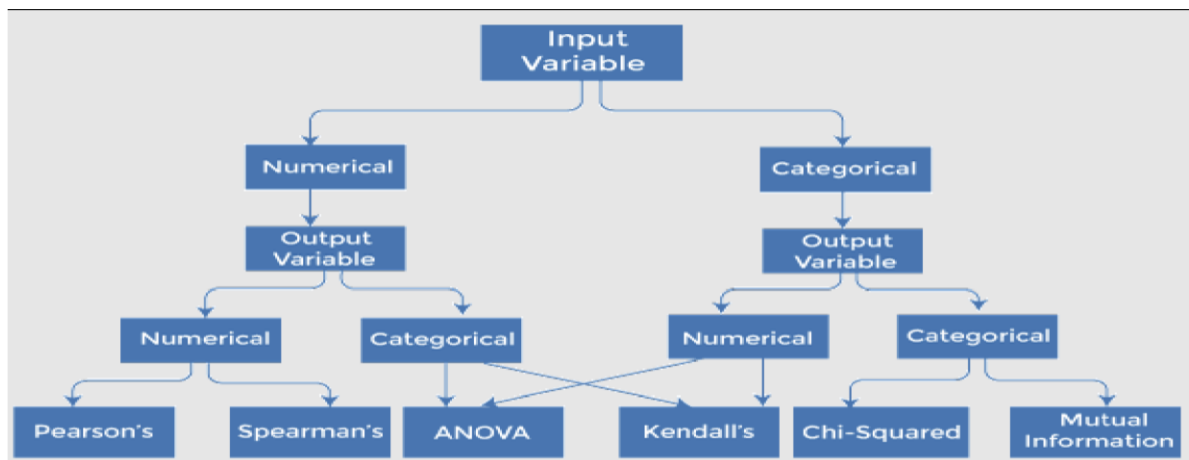 Input
Variable
Numerical
Categorical
Output
Variable
Output
Variable
Numerical
Categorical
Numerical
Categorical
Pearson's
Spearman's
ANOVA
Kendall's
Chi-Squared
Mutual
Information